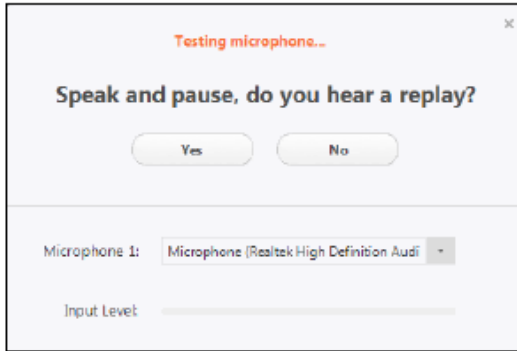 Testing microphone...
Speak and pause, do you hear a replay?
Yes No
Microphone 1: Microphone (Realtek High Definition Audi
Input Level: